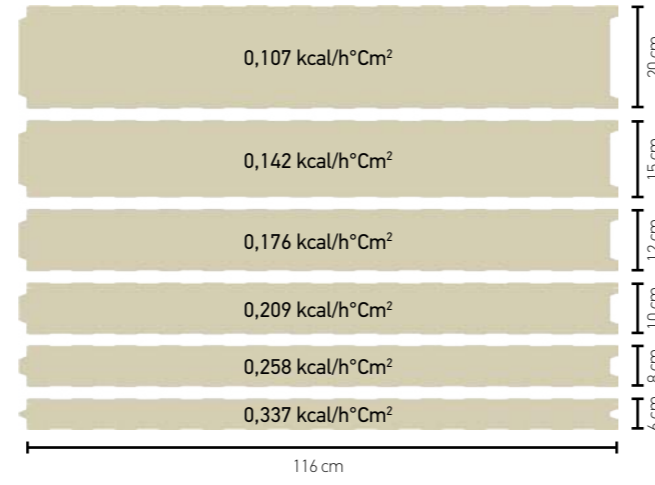 0,107 kcal/h°Cm²
20 cm
0,142 kcal/h°Cm²
15 cm
0,176 kcal/h°Cm²
12 cm
0,209 kcal/h°Cm²
10 cm
0,258 kcal/h°Cm²
8 cm
0,337 kcal/h°Cm²
6 cm
116 cm